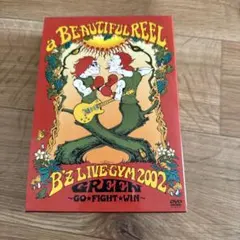 a BEAUTIFUL REEL
B'z LIVE GYM 2002
GREEN
~GO★FIGHT★WIN~
DVD